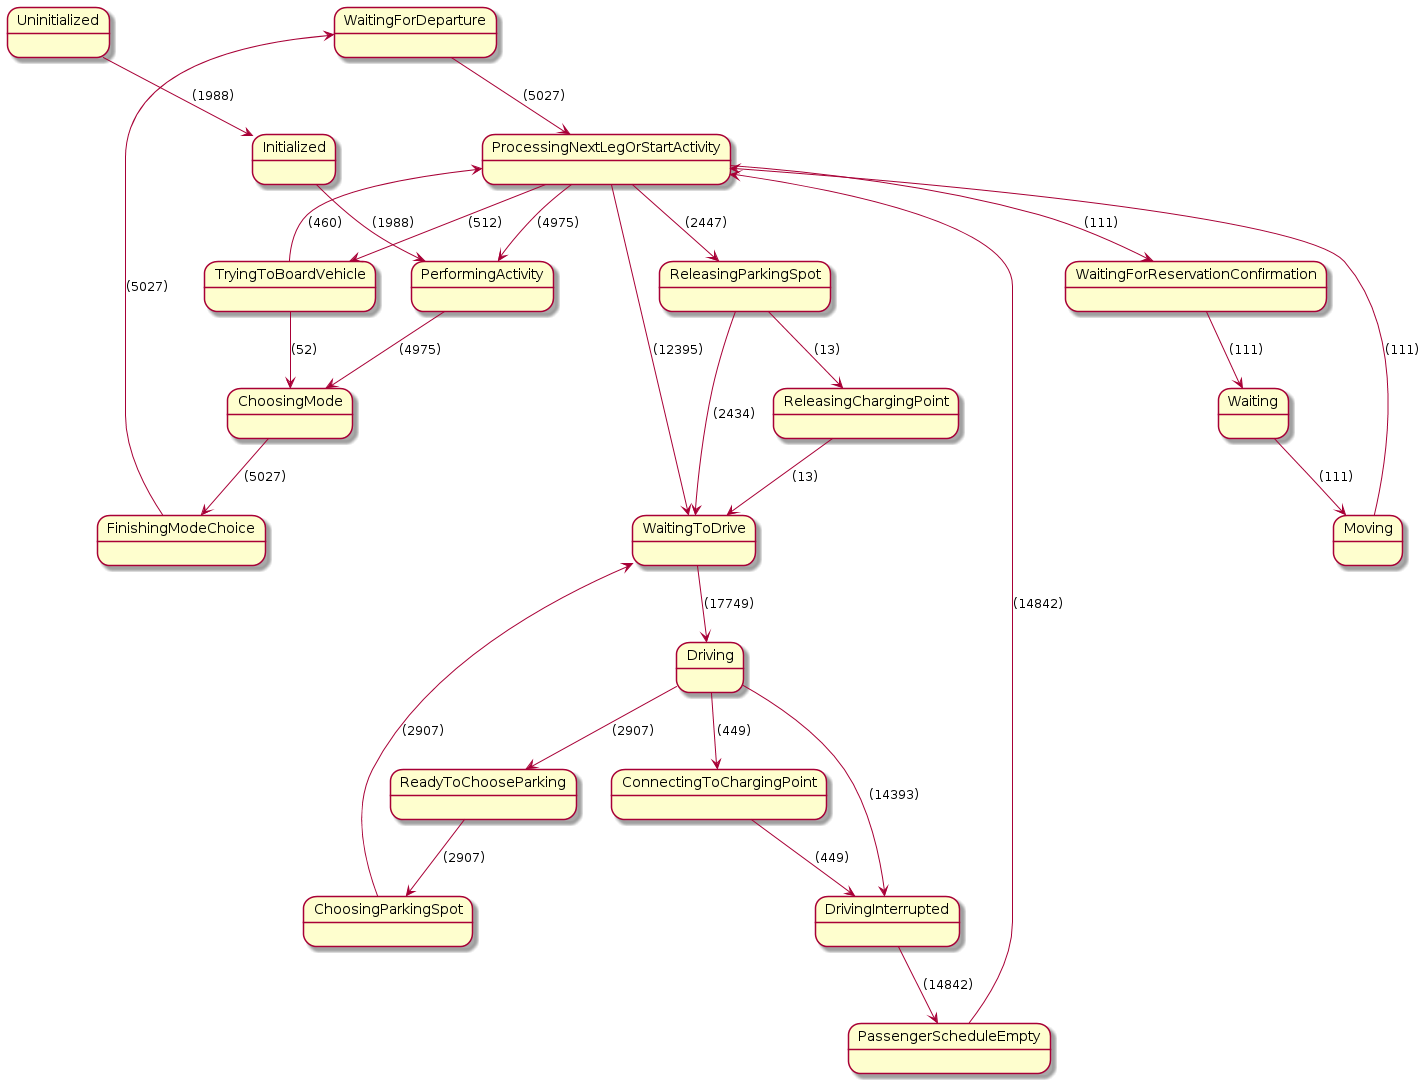 Uninitialized
WaitingForDeparture
(1988)
(5027)
Initialized
ProcessingNextLegOrStartActivity
(460)
(1988)
(512)
(4975)
(2447)
(111)
TryingToBoardVehicle
PerformingActivity
ReleasingParkingSpot
WaitingForReservationConfirmation
(5027)
(52)
(4975)
(12395)
(13)
(111)
(111)
ChoosingMode
ReleasingChargingPoint
Waiting
(2434)
(5027)
(13)
(111)
FinishingModeChoice
WaitingToDrive
Moving
(17749)
(14842)
Driving
(2907)
(2907)
(449)
(14393)
ReadyToChooseParking
ConnectingToChargingPoint
(2907)
(449)
ChoosingParkingSpot
DrivingInterrupted
(14842)
PassengerScheduleEmpty